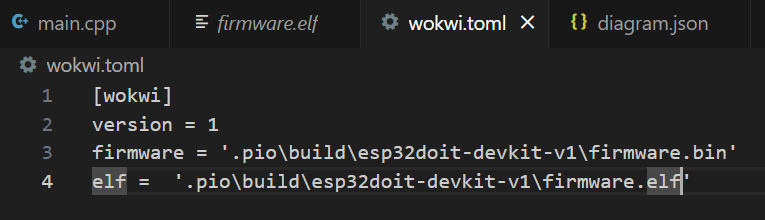 main.cpp firmware.elf wokwi.toml diagram.json
wokwi.toml
1 [wokwi]
2 version = 1
3 firmware = '.pio\build\esp32doit-devkit-v1\firmware.bin'
4 elf =  '.pio\build\esp32doit-devkit-v1\firmware.elf'